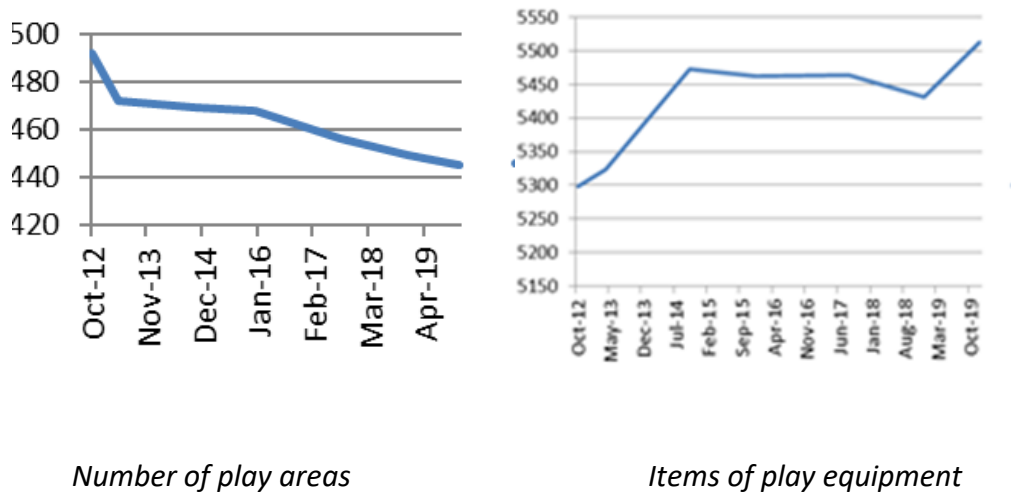 500
480
460
440
420
Oct-12
Nov-13
Dec-14
Jan-16
Feb-17
Mar-18
Apr-19
5550
5500
5450
5400
5350
5300
5250
5200
5150
Oct-12
May-13
Dec-13
Jul-14
Feb-15
Sep-15
Apr-16
Nov-16
Jun-17
Jan-18
Aug-18
Mar-19
Oct-19
Number of play areas
Items of play equipment